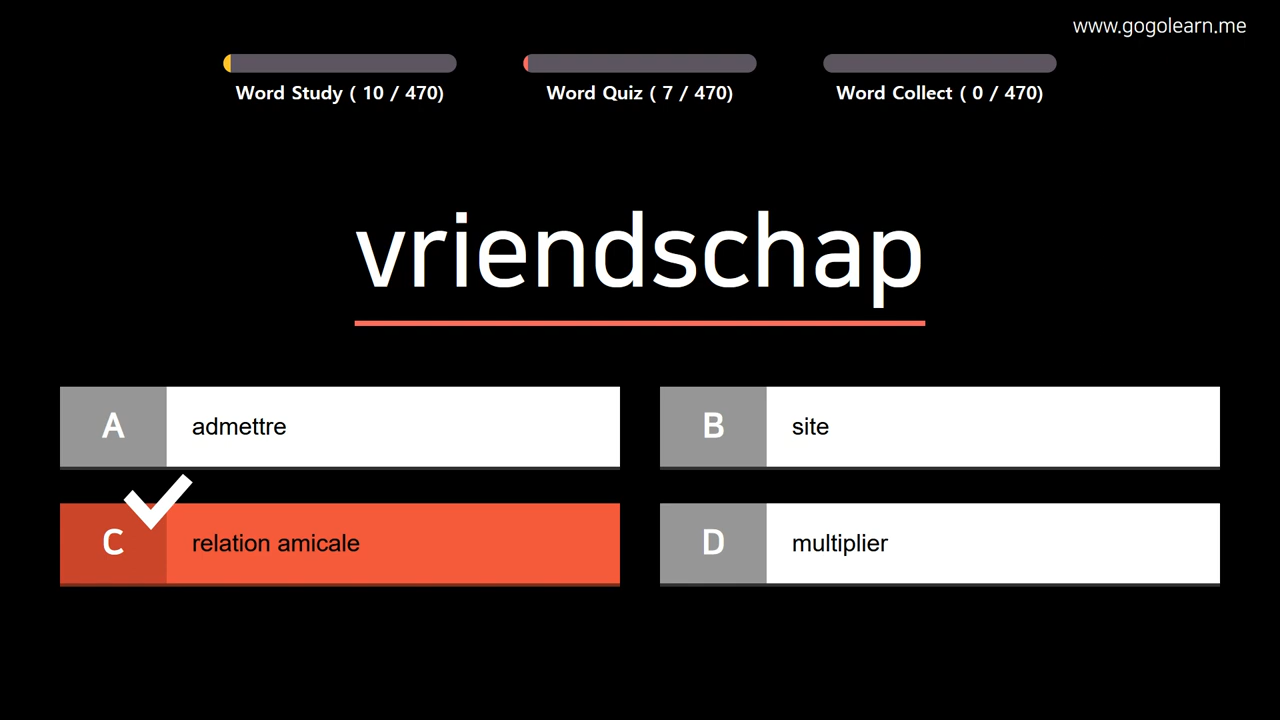 www.gogolearn.me
Word Study ( 10 / 470)
Word Quiz ( 7 / 470)
Word Collect ( 0 / 470)
vriendschap
A admettre
B site
C relation amicale
D multiplier